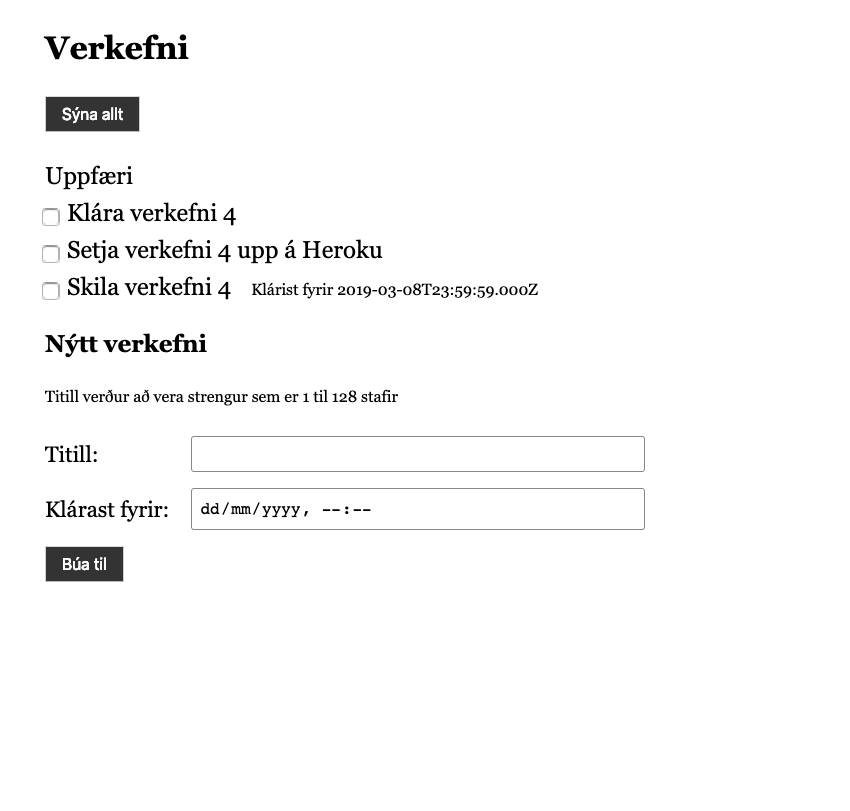 Verkefni
Sýna allt
Uppfæri
Klára verkefni 4
Setja verkefni 4 upp á Heroku
Skila verkefni 4 Klárist fyrir 2019-03-08T23:59:59.000Z
Nýtt verkefni
Titill verður að vera strengur sem er 1 til 128 stafir
Titill:
Klárast fyrir: dd/mm/yyyy, --:--
Búa til